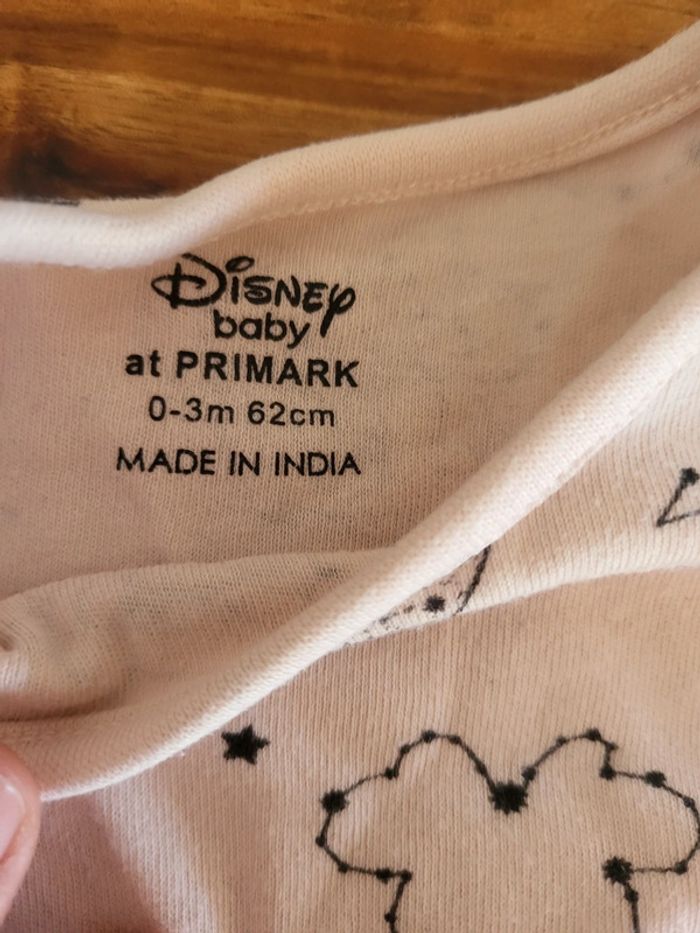 Disney
baby
at PRIMARK
0-3m 62cm
MADE IN INDIA